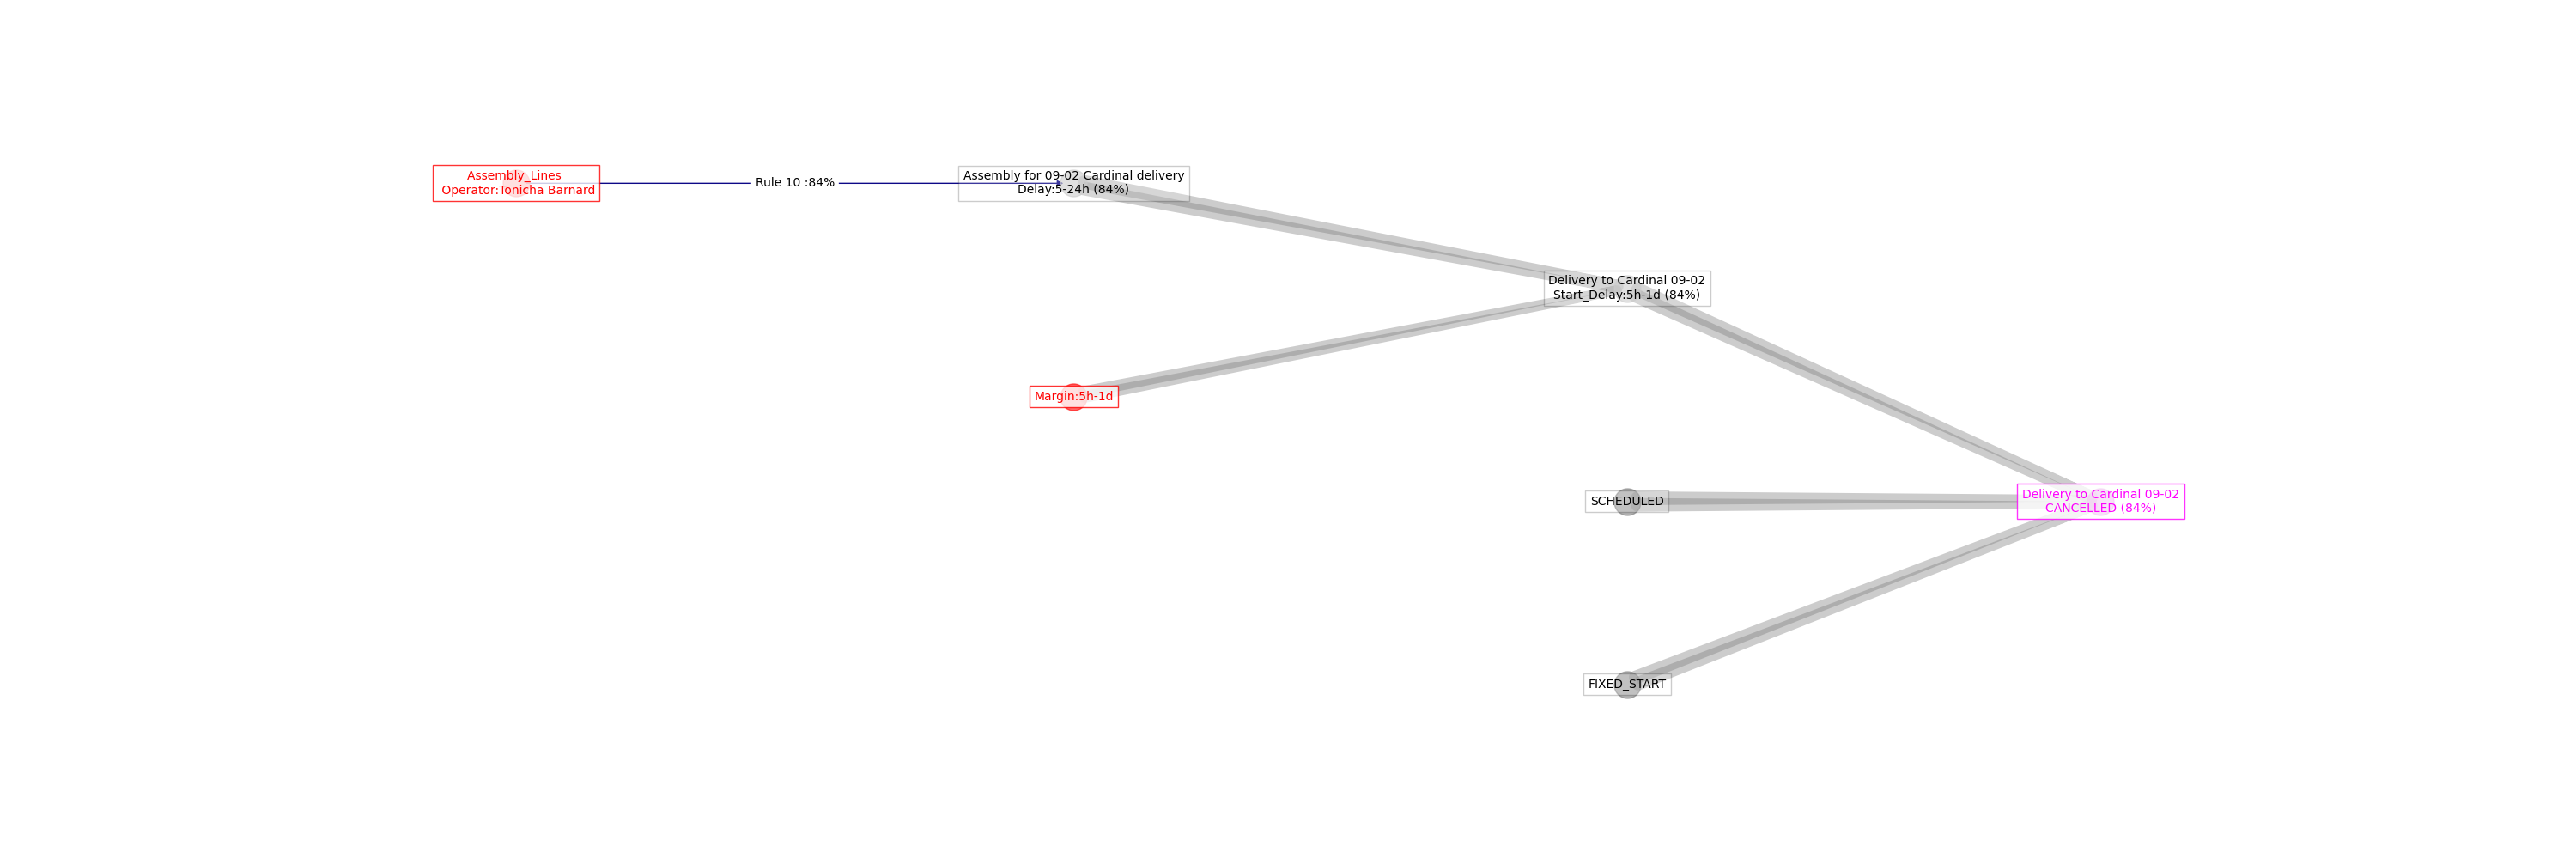 Assembly_Lines
Operator:Tonicha Barnard
Rule 10 :84%
Assembly for 09-02 Cardinal delivery
Delay:5-24h (84%)
Delivery to Cardinal 09-02
Start_Delay:5h-1d (84%)
Margin:5h-1d
SCHEDULED
Delivery to Cardinal 09-02
CANCELLED (84%)
FIXED_START